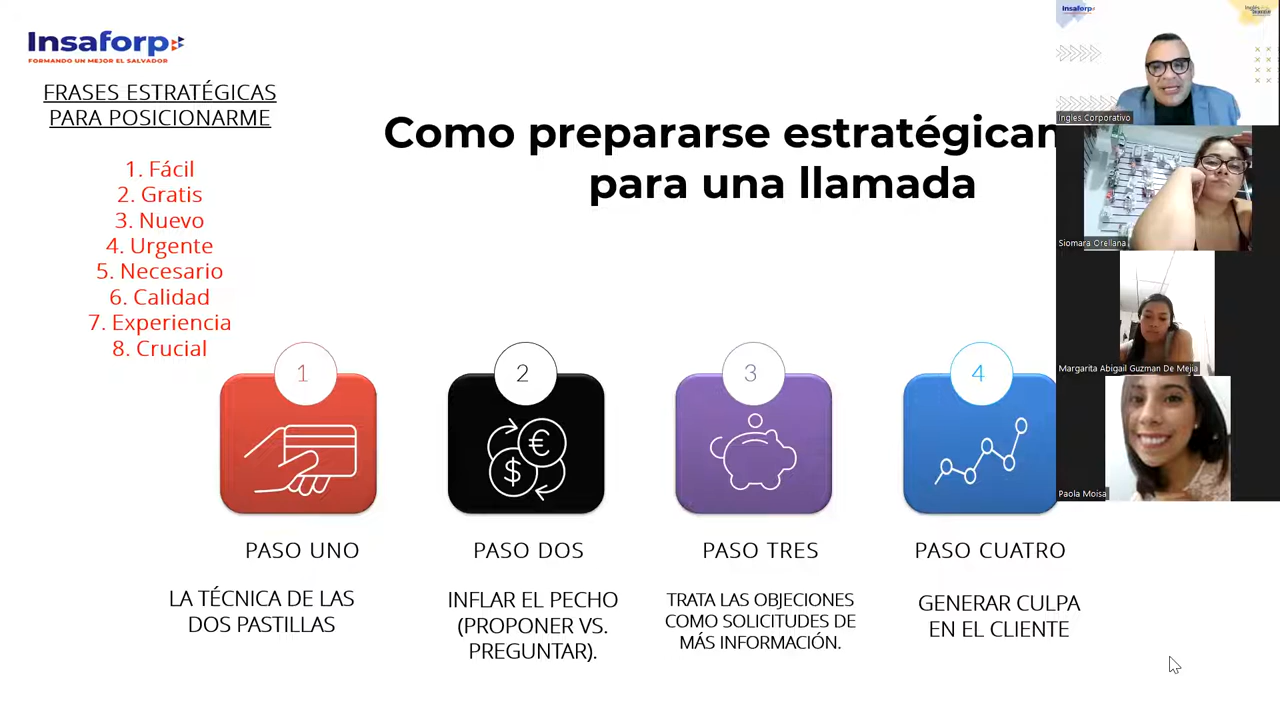 Insaforp
FORMANDO UN MEJOR EL SALVADOR
FRASES ESTRATÉGICAS
PARA POSICIONARME
1. Fácil
2. Gratis
3. Nuevo
4. Urgente
5. Necesario
6. Calidad
7. Experiencia
8. Crucial
Como prepararse estratégican
para una llamada
1
2
3
4
PASO UNO
LA TÉCNICA DE LAS
DOS PASTILLAS
PASO DOS
INFLAR EL PECHO
(PROPONER VS.
PREGUNTAR).
PASO TRES
TRATA LAS OBJECIONES
COMO SOLICITUDES DE
MÁS INFORMACIÓN.
PASO CUATRO
GENERAR CULPA
EN EL CLIENTE
Insaforp
Ingles Corporativo
Siomara Orellana
Margarita Abigail Guzman De Mejia
Paola Moisa